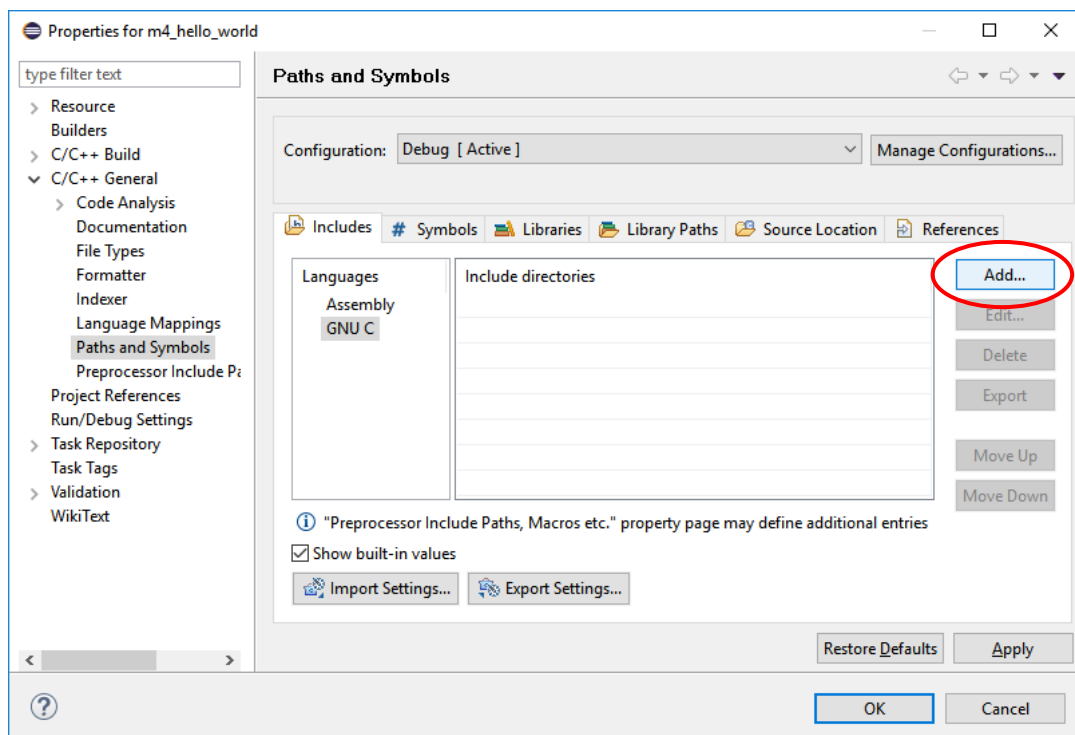 Properties for m4_hello_world
type filter text
Resource
Builders
C/C++ Build
C/C++ General
Code Analysis
Documentation
File Types
Formatter
Indexer
Language Mappings
Paths and Symbols
Preprocessor Include Pa
Project References
Run/Debug Settings
Task Repository
Task Tags
Validation
WikiText
Paths and Symbols
Configuration: Debug [ Active ] Manage Configurations...
Includes # Symbols Libraries Library Paths Source Location References
Languages
Assembly
GNU C
Include directories
Add...
Edit...
Delete
Export
Move Up
Move Down
"Preprocessor Include Paths, Macros etc." property page may define additional entries
Show built-in values
Import Settings... Export Settings...
Restore Defaults Apply
? OK Cancel